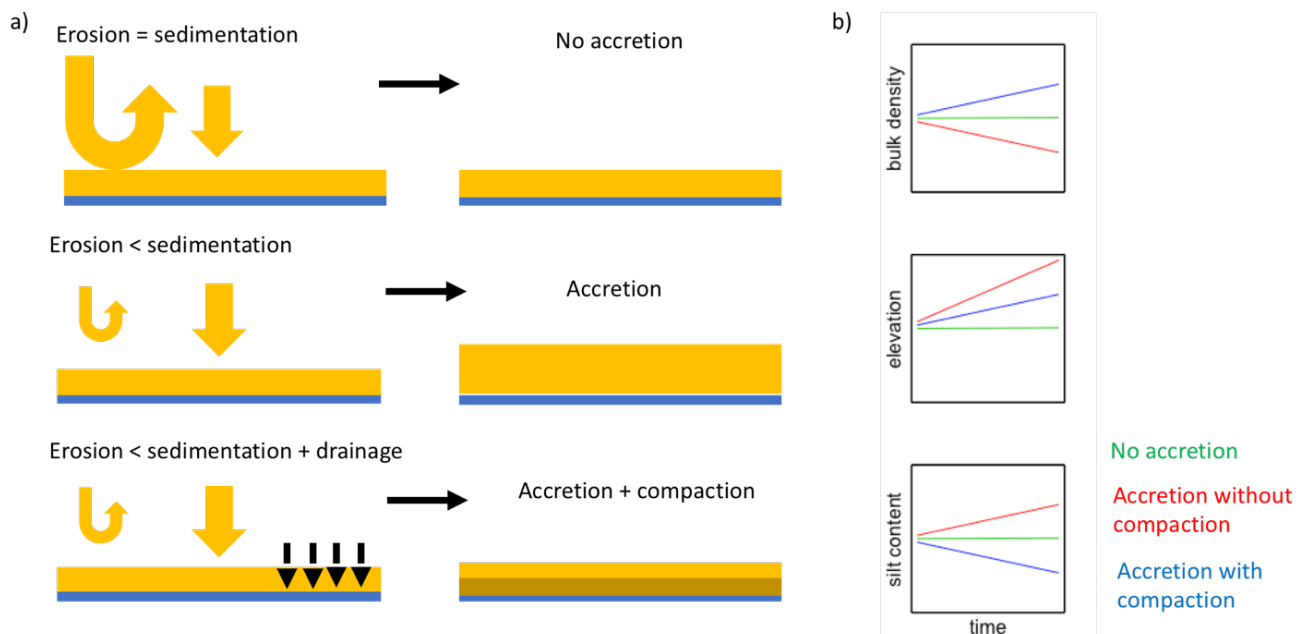 a)
Erosion = sedimentation
No accretion
Erosion < sedimentation
Accretion
Erosion < sedimentation + drainage
Accretion + compaction
b)
bulk density
elevation
silt content
time
No accretion
Accretion without
compaction
Accretion with
compaction